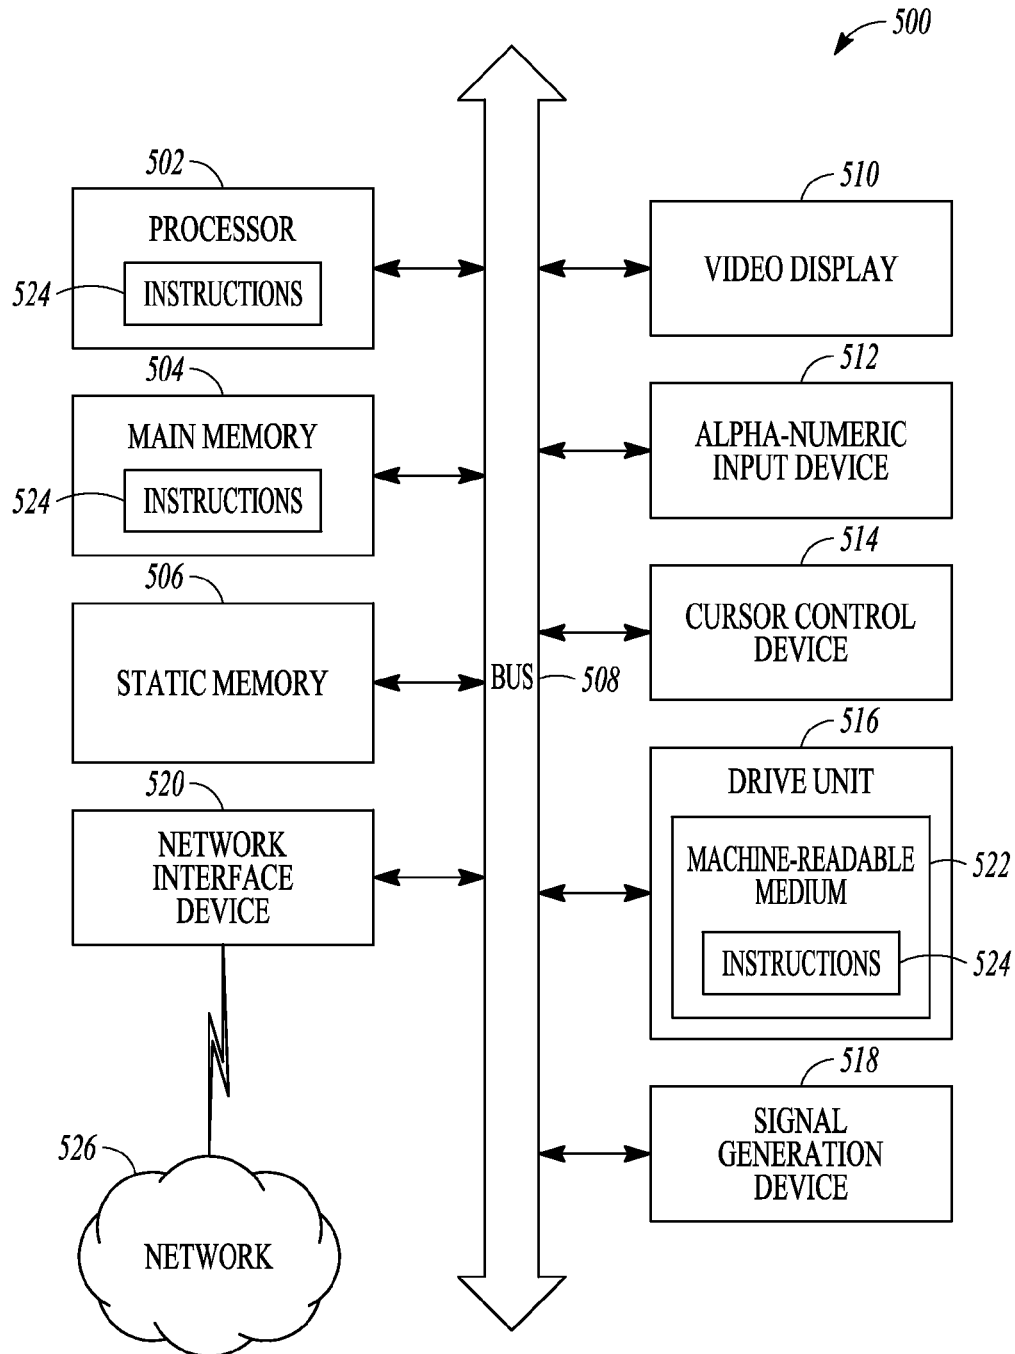 500
502
PROCESSOR
524
INSTRUCTIONS
504
MAIN MEMORY
524
INSTRUCTIONS
506
STATIC MEMORY
520
NETWORK
INTERFACE
DEVICE
526
NETWORK
BUS
508
510
VIDEO DISPLAY
512
ALPHA-NUMERIC
INPUT DEVICE
514
CURSOR CONTROL
DEVICE
516
DRIVE UNIT
MACHINE-READABLE
MEDIUM
522
INSTRUCTIONS
524
518
SIGNAL
GENERATION
DEVICE